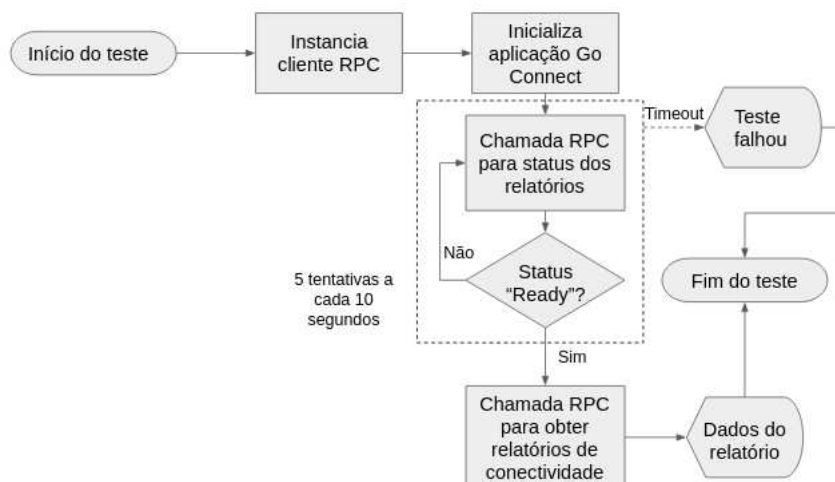 Início do teste
Instancia
cliente RPC
Inicializa
aplicação Go
Connect
Timeout
Teste
falhou
Chamada RPC
para status dos
relatórios
Não
Status
“Ready”?
5 tentativas a
cada 10
segundos
Fim do teste
Sim
Chamada RPC
para obter
relatórios de
conectividade
Dados do
relatório